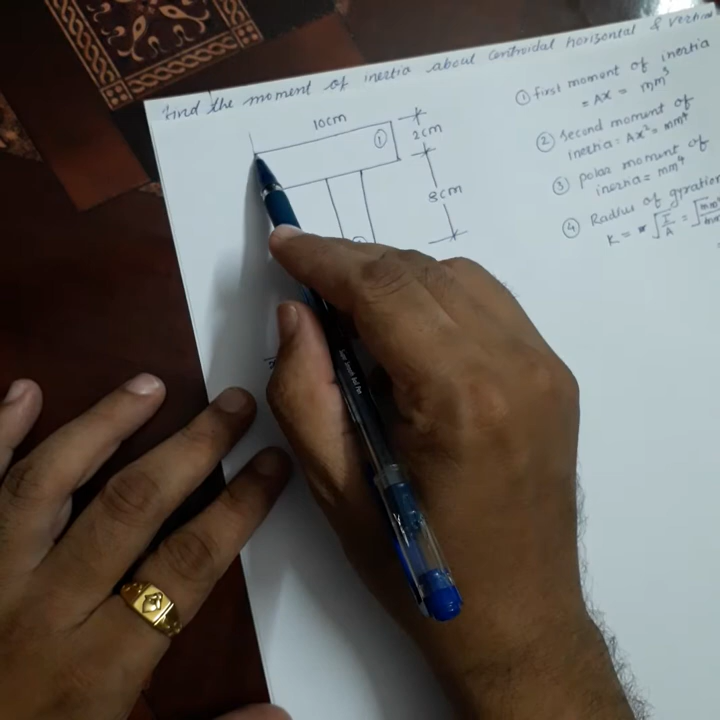 Find the moment of inertia about centroidal horizontal & vertical
10cm
①
2cm
8cm
① first moment of inertia
= AX = mm³
② second moment of
inertia: AX² = mm⁴
③ polar moment of
inertia = mm⁴
④ Radius of gyration
K = √I/A = √mm⁴